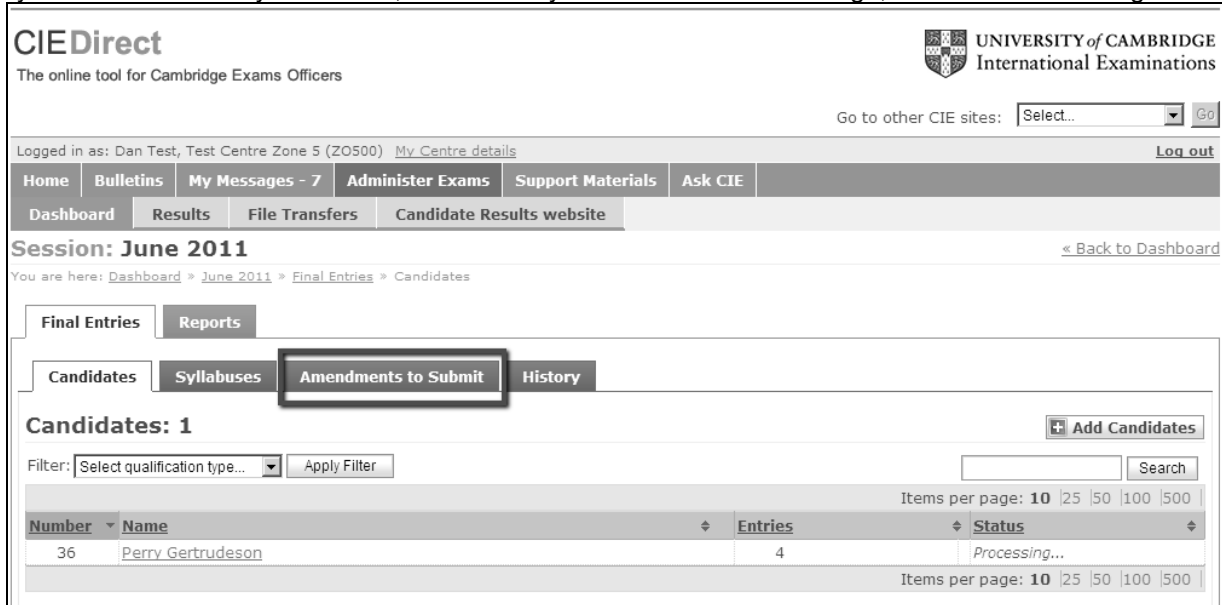 CIEDirect
The online tool for Cambridge Exams Officers
UNIVERSITY of CAMBRIDGE
International Examinations
Go to other CIE sites: Select... Go
Logged in as: Dan Test, Test Centre Zone 5 (ZO500) My Centre details Log out
Home Bulletins My Messages - 7 Administer Exams Support Materials Ask CIE
Dashboard Results File Transfers Candidate Results website
Session: June 2011 « Back to Dashboard
You are here: Dashboard » June 2011 » Final Entries » Candidates
Final Entries Reports
Candidates Syllabuses Amendments to Submit History
Candidates: 1 Add Candidates
Filter: Select qualification type... Apply Filter Search
Items per page: 10 |25 |50 |100 |500 |
Number Name Entries Status
36 Perry Gertrudeson 4 Processing...
Items per page: 10 |25 |50 |100 |500 |